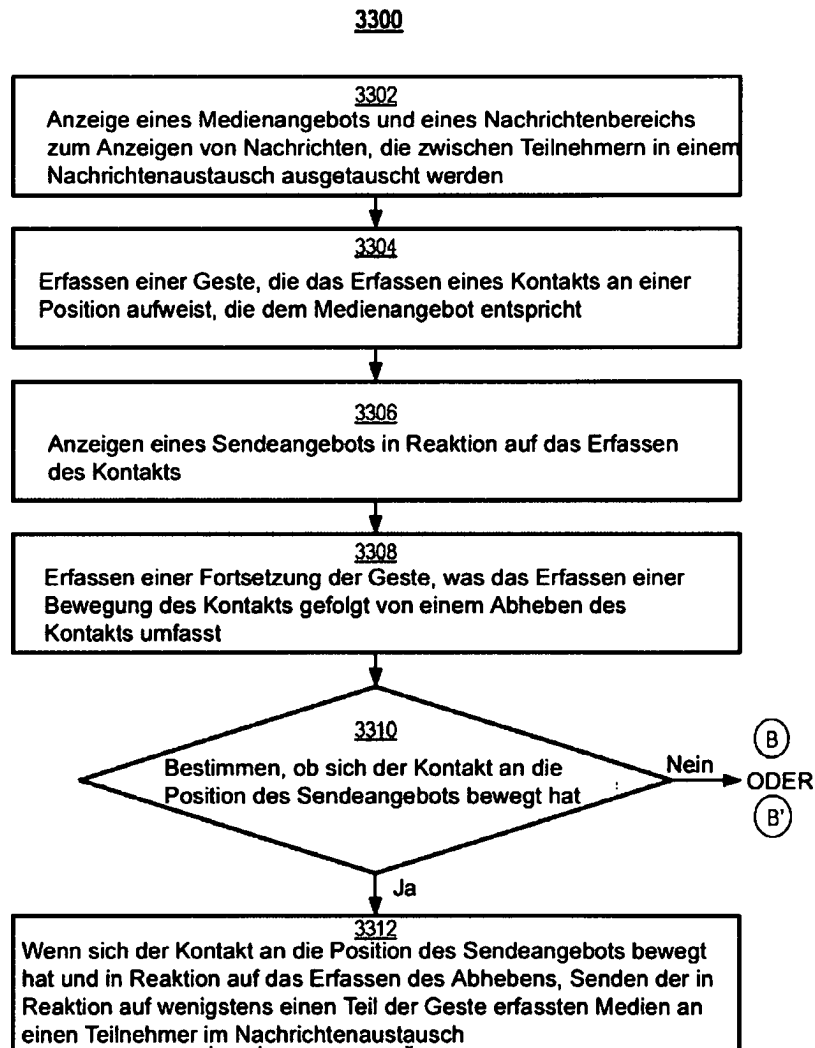 3300
3302
Anzeige eines Medienangebots und eines Nachrichtenbereichs
zum Anzeigen von Nachrichten, die zwischen Teilnehmern in einem
Nachrichtenaustausch ausgetauscht werden
3304
Erfassen einer Geste, die das Erfassen eines Kontakts an einer
Position aufweist, die dem Medienangebot entspricht
3306
Anzeigen eines Sendeangebots in Reaktion auf das Erfassen
des Kontakts
3308
Erfassen einer Fortsetzung der Geste, was das Erfassen einer
Bewegung des Kontakts gefolgt von einem Abheben des
Kontakts umfasst
3310
Bestimmen, ob sich der Kontakt an die
Position des Sendeangebots bewegt hat
Nein
B
ODER
B'
Ja
3312
Wenn sich der Kontakt an die Position des Sendeangebots bewegt
hat und in Reaktion auf das Erfassen des Abhebens, Senden der in
Reaktion auf wenigstens einen Teil der Geste erfassten Medien an
einen Teilnehmer im Nachrichtenaustausch